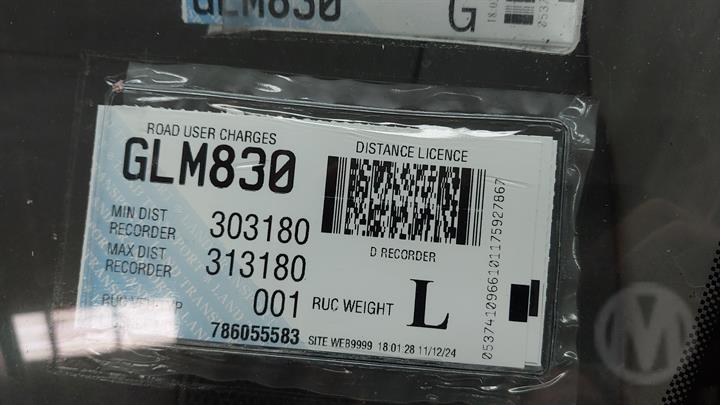 GLM830
G
ROAD USER CHARGES
GLM830
DISTANCE LICENCE
MIN DIST
RECORDER 303180
D RECORDER
MAX DIST
RECORDER 313180
001 RUC WEIGHT L
786055583
SITE WEB9999 18:01:28 11/12/24
M